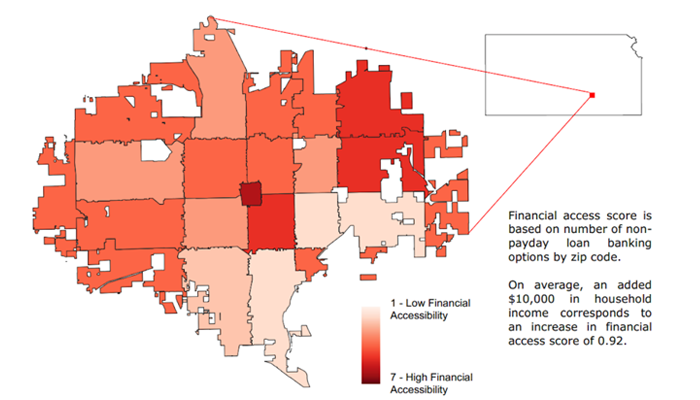 Financial access score is
based on number of non-
payday loan banking
options by zip code.
On average, an added
$10,000 in household
income corresponds to
an increase in financial
access score of 0.92.
1 - Low Financial
Accessibility
7 - High Financial
Accessibility